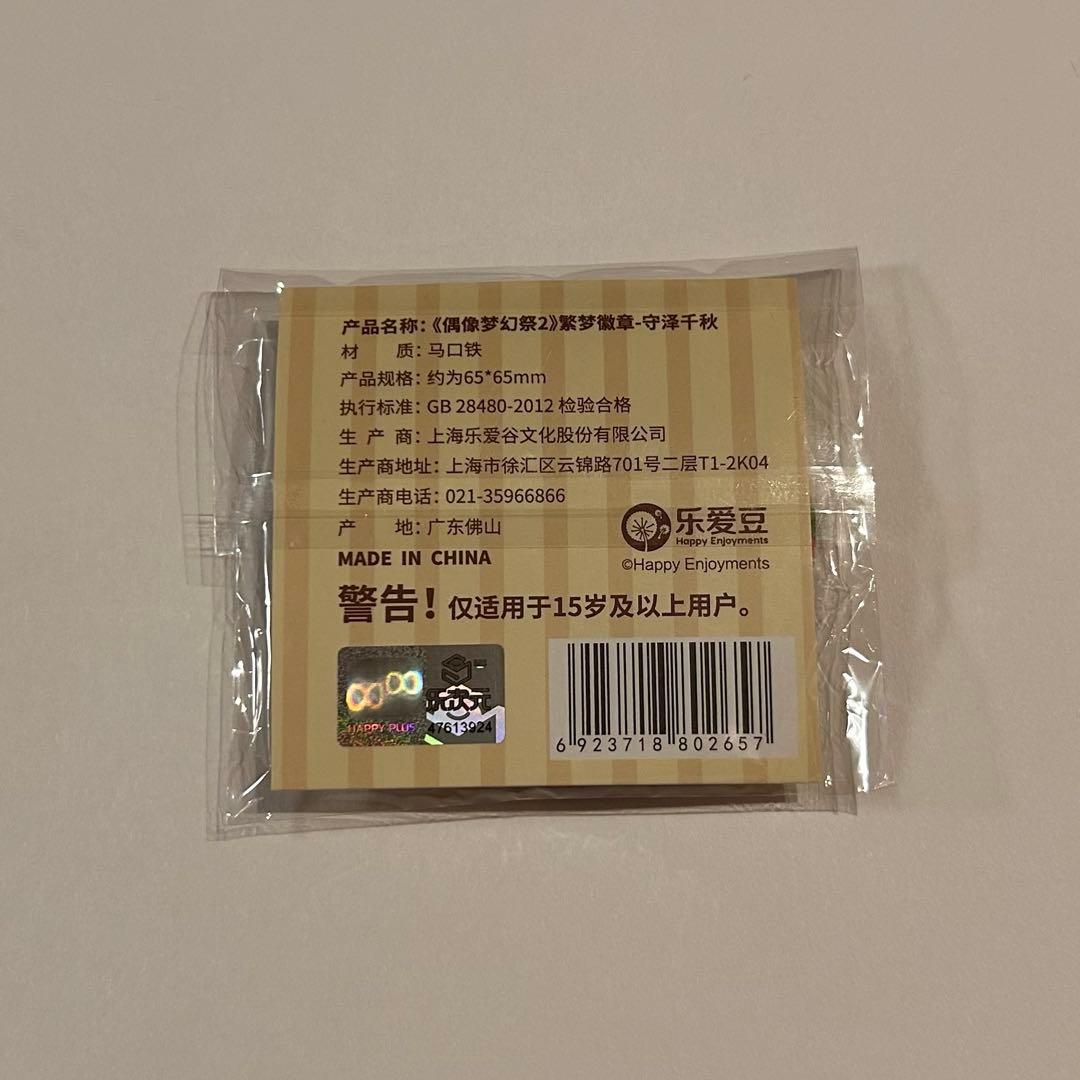 产品名称：《偶像梦幻祭2》繁梦徽章-守泽千秋
材 质：马口铁
产品规格：约为65*65mm
执行标准：GB 28480-2012 检验合格
生 产 商：上海乐爱谷文化股份有限公司
生产商地址：上海市徐汇区云锦路701号二层T1-2K04
生产商电话：021-35966866
产 地：广东佛山
MADE IN CHINA
乐爱豆
Happy Enjoyments
©Happy Enjoyments
警告！仅适用于15岁及以上用户。
HAPPY PLUS
乐次元
47613924
6 923718 802657